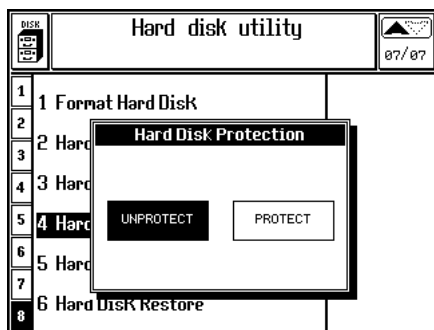 DISK
Hard disk utility
07/07
1
2
3
4
5
6
7
8
1 Format Hard Disk
2 Hard
3 Hard
4 Hard
5 Hard
6 Hard Disk Restore
Hard Disk Protection
UNPROTECT PROTECT